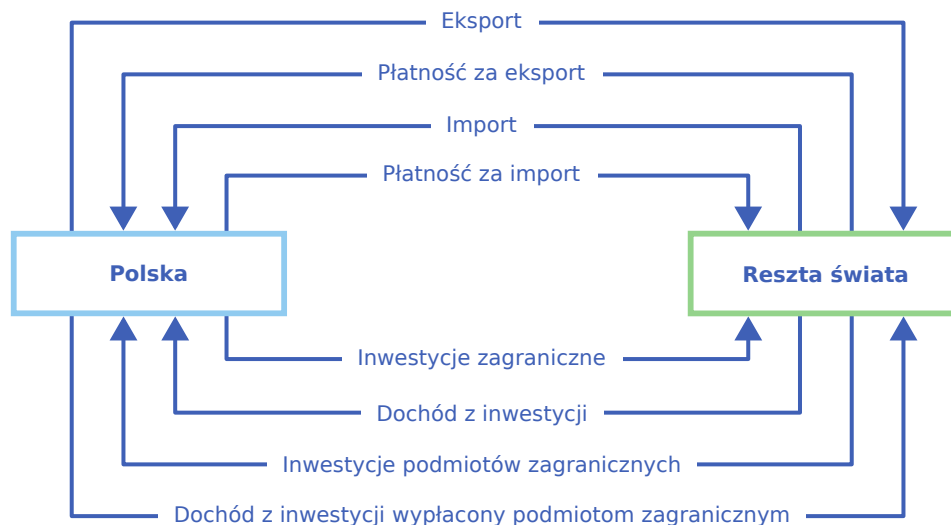 Eksport
Płatność za eksport
Import
Płatność za import
Polska
Reszta świata
Inwestycje zagraniczne
Dochód z inwestycji
Inwestycje podmiotów zagranicznych
Dochód z inwestycji wypłacony podmiotom zagranicznym